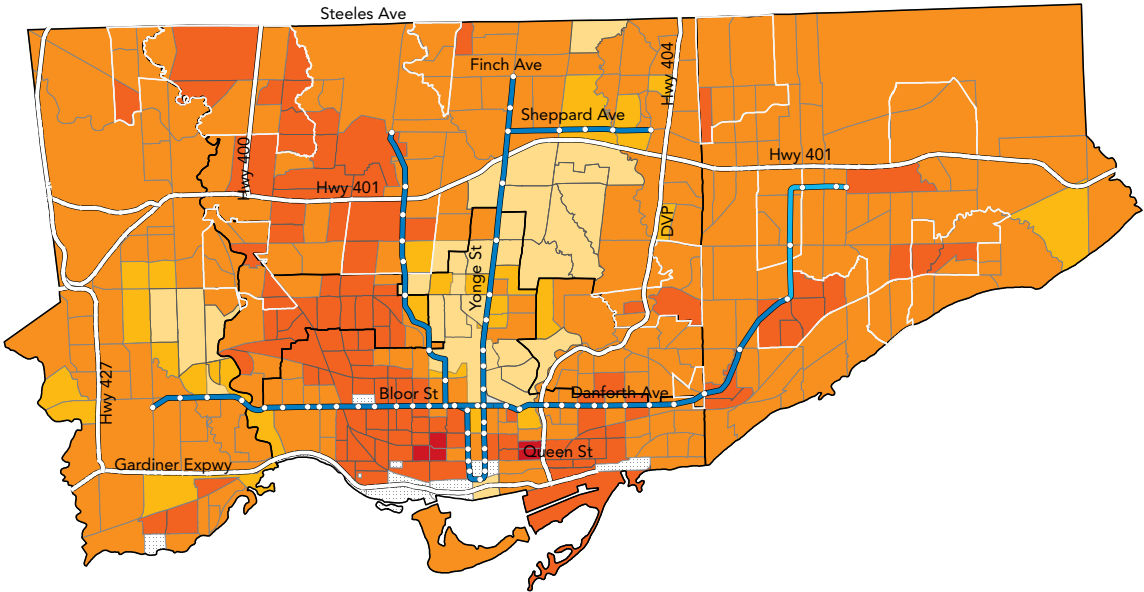 Steeles Ave
Finch Ave
Hwy 404
Sheppard Ave
Hwy 400
Hwy 401
Hwy 401
DVP
Yonge St
Hwy 427
Bloor St
Danforth Ave
Queen St
Gardiner Expwy